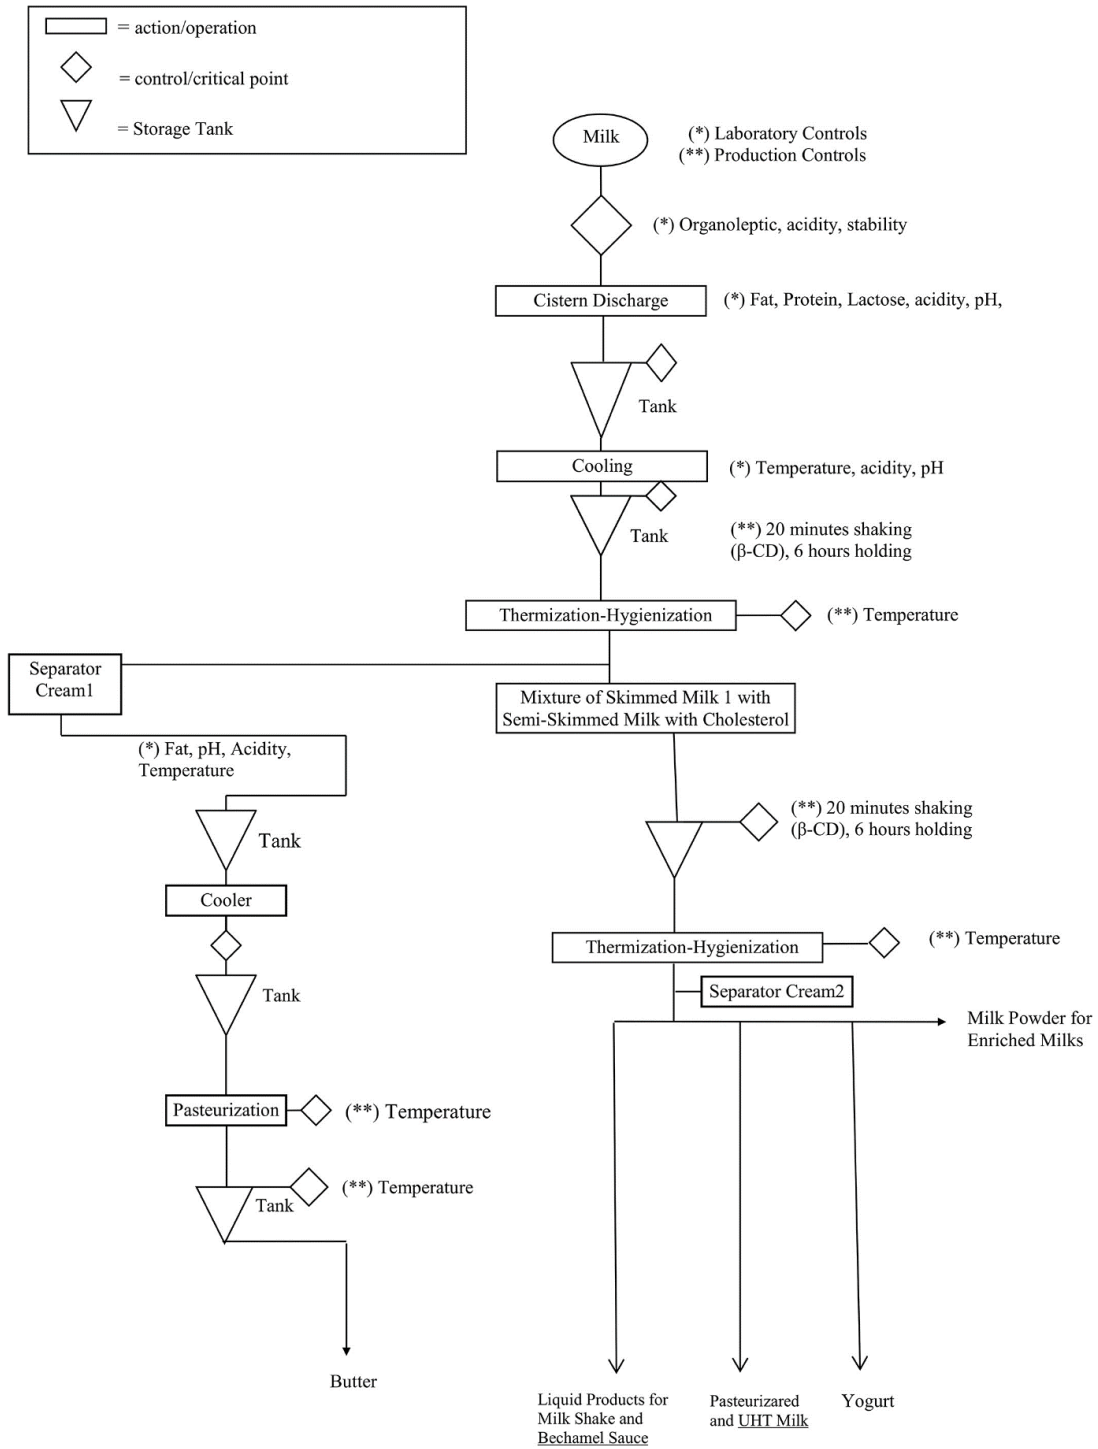 = action/operation
= control/critical point
= Storage Tank
Milk
(*) Laboratory Controls
(**) Production Controls
(*) Organoleptic, acidity, stability
Cistern Discharge
(*) Fat, Protein, Lactose, acidity, pH,
Tank
Cooling
(*) Temperature, acidity, pH
Tank
(**) 20 minutes shaking
(β-CD), 6 hours holding
Thermization-Hygienization
(**) Temperature
Separator
Cream1
Mixture of Skimmed Milk 1 with
Semi-Skimmed Milk with Cholesterol
(*) Fat, pH, Acidity,
Temperature
Tank
Cooler
Tank
Pasteurization
(**) Temperature
Tank
(**) Temperature
Butter
(**) 20 minutes shaking
(β-CD), 6 hours holding
Thermization-Hygienization
(**) Temperature
Separator Cream2
Milk Powder for
Enriched Milks
Liquid Products for
Milk Shake and
Bechamel Sauce
Pasteurizared
and UHT Milk
Yogurt